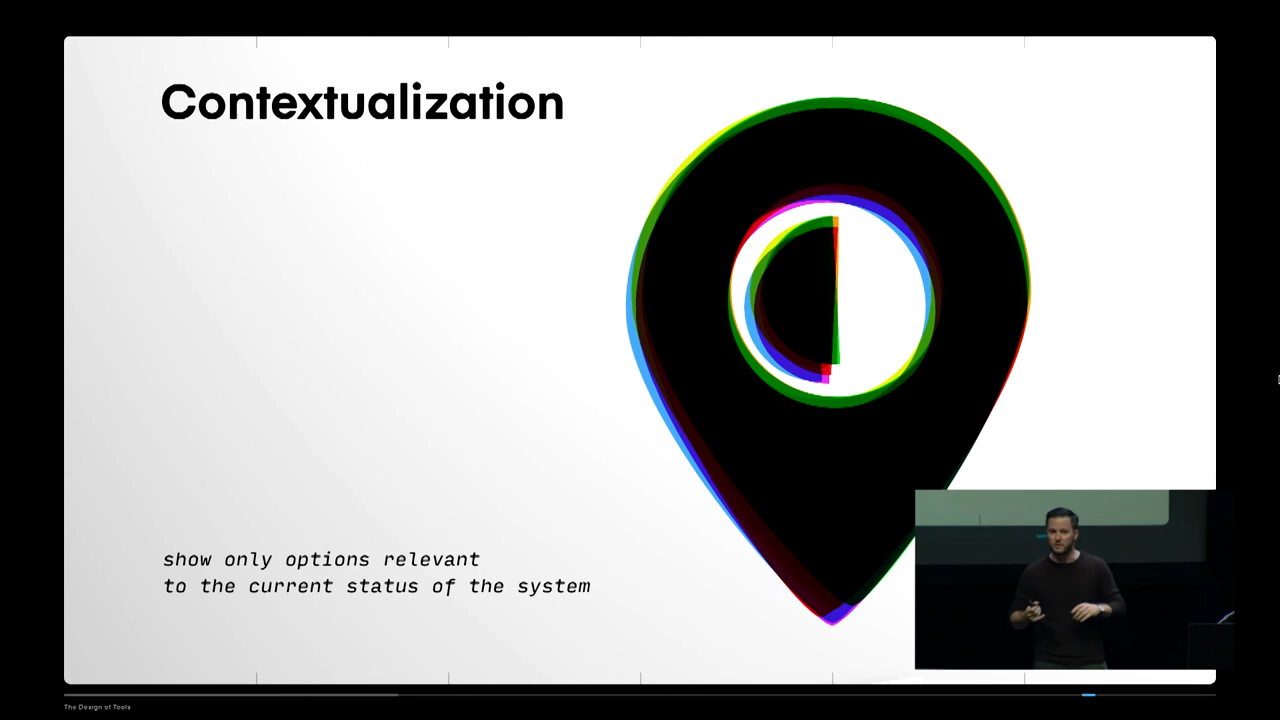 Contextualization
show only options relevant
to the current status of the system
The Design of Tools